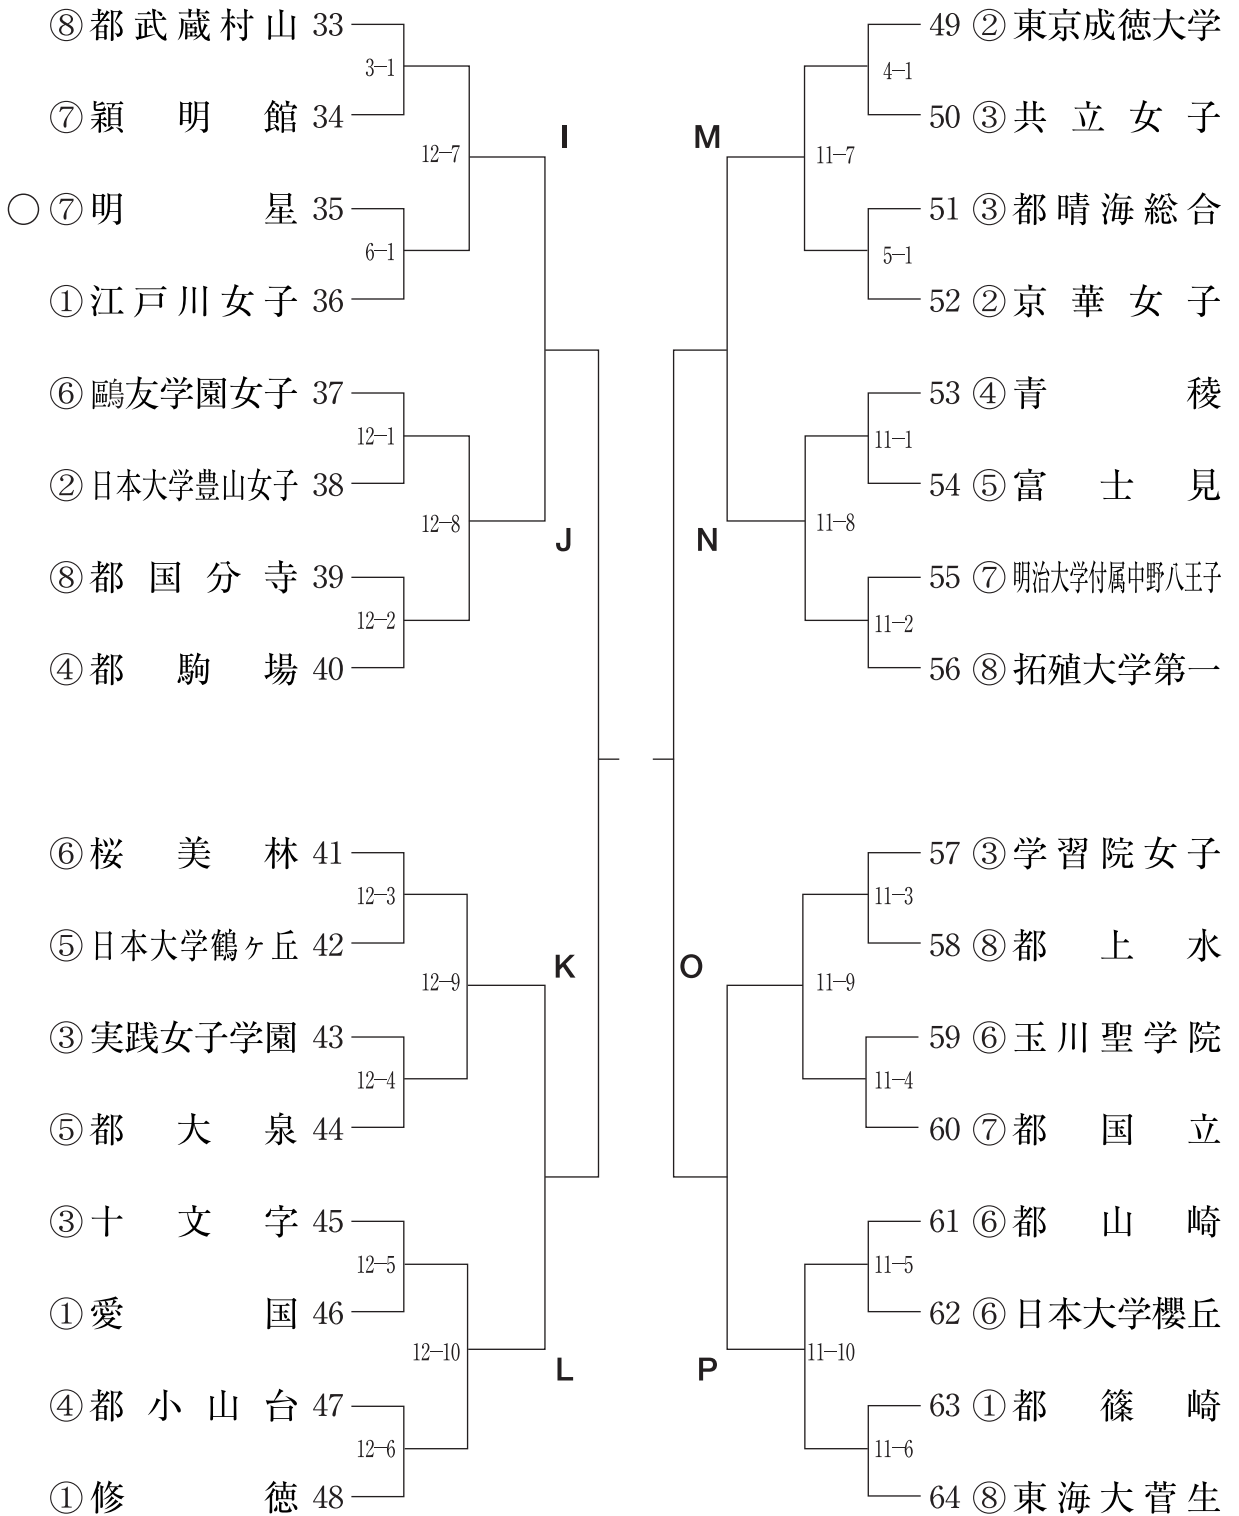 ⑧都武蔵村山 33
3−1
⑦穎明館 34
12−7
I
○⑦明星 35
6−1
①江戸川女子 36
⑥鷗友学園女子 37
12−1
②日本大学豊山女子 38
12−8
J
⑧都国分寺 39
12−2
④都駒場 40
⑥桜美林 41
12−3
⑤日本大学鶴ヶ丘 42
12−9
K
③実践女子学園 43
12−4
⑤都大泉 44
③十文字 45
12−5
①愛国 46
12−10
L
④都小山台 47
12−6
①修徳 48
49 ②東京成徳大学
4−1
50 ③共立女子
M
11−7
51 ③都晴海総合
5−1
52 ②京華女子
53 ④青稜
11−1
54 ⑤富士見
N
11−8
55 ⑦明治大学付属中野八王子
11−2
56 ⑧拓殖大学第一
57 ③学習院女子
11−3
58 ⑧都上水
O
11−9
59 ⑥玉川聖学院
11−4
60 ⑦都国立
61 ⑥都山崎
11−5
62 ⑥日本大学櫻丘
P
11−10
63 ①都篠崎
11−6
64 ⑧東海大菅生